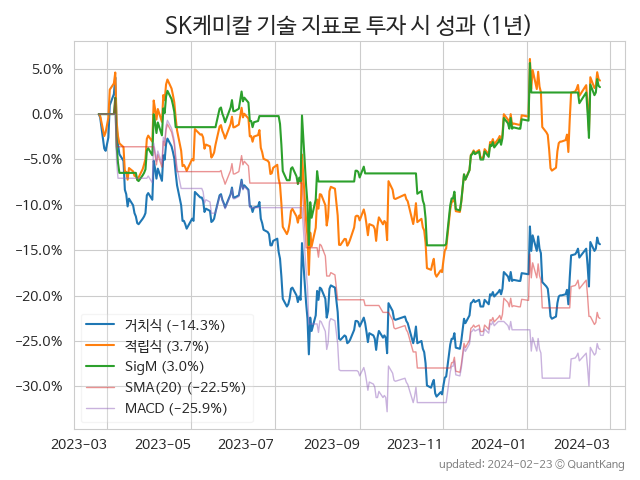 SK케미칼 기술 지표로 투자 시 성과 (1년)
5.0%
0.0%
−5.0%
−10.0%
−15.0%
−20.0%
−25.0%
−30.0%
거치식 (−14.3%)
적립식 (3.7%)
SigM (3.0%)
SMA(20) (−22.5%)
MACD (−25.9%)
2023−03 2023−05 2023−07 2023−09 2023−11 2024−01 2024−03
updated: 2024−02−23 ⓒ QuantKang